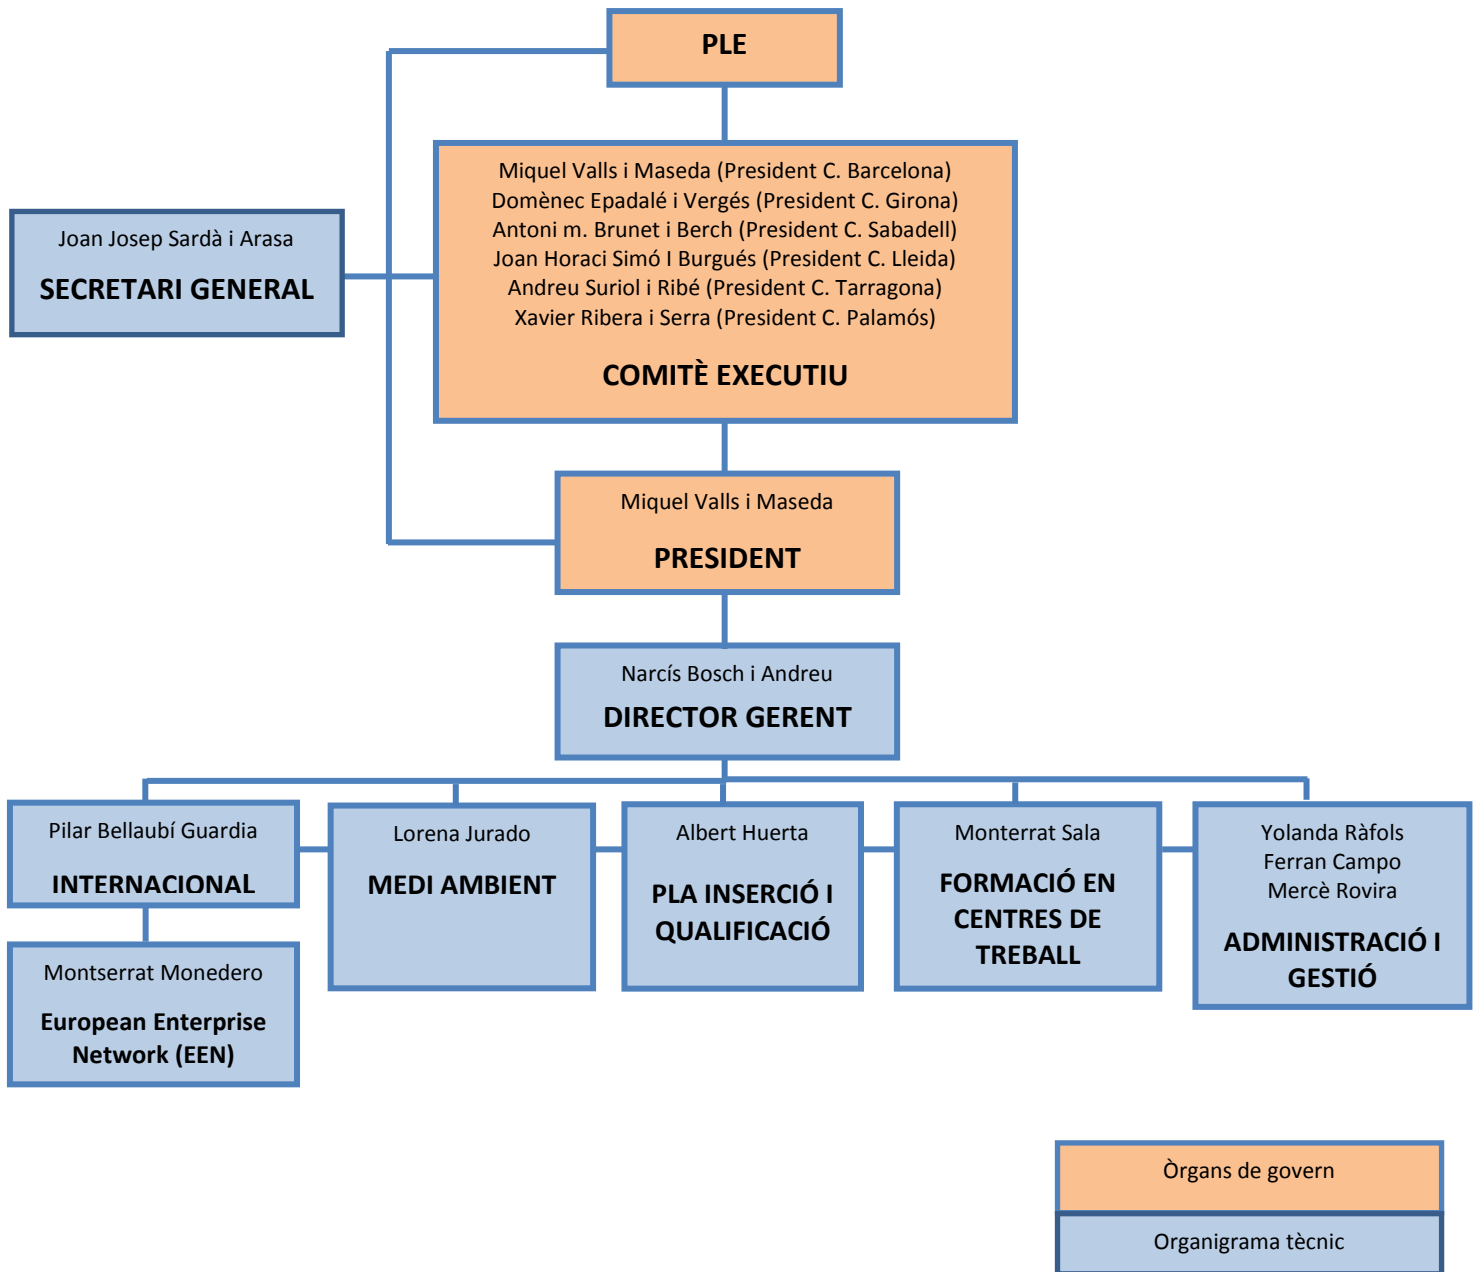 PLE
Miquel Valls i Maseda (President C. Barcelona)
Domènec Epadalé i Vergés (President C. Girona)
Antoni m. Brunet i Berch (President C. Sabadell)
Joan Horaci Simó I Burgués (President C. Lleida)
Andreu Suriol i Ribé (President C. Tarragona)
Xavier Ribera i Serra (President C. Palamós)
COMITÈ EXECUTIU
Joan Josep Sardà i Arasa
SECRETARI GENERAL
Miquel Valls i Maseda
PRESIDENT
Narcís Bosch i Andreu
DIRECTOR GERENT
Pilar Bellaubí Guardia
INTERNACIONAL
Lorena Jurado
MEDI AMBIENT
Albert Huerta
PLA INSERCIÓ I
QUALIFICACIÓ
Monterrat Sala
FORMACIÓ EN
CENTRES DE
TREBALL
Yolanda Ràfols
Ferran Campo
Mercè Rovira
ADMINISTRACIÓ I
GESTIÓ
Montserrat Monedero
European Enterprise
Network (EEN)
Òrgans de govern
Organigrama tècnic